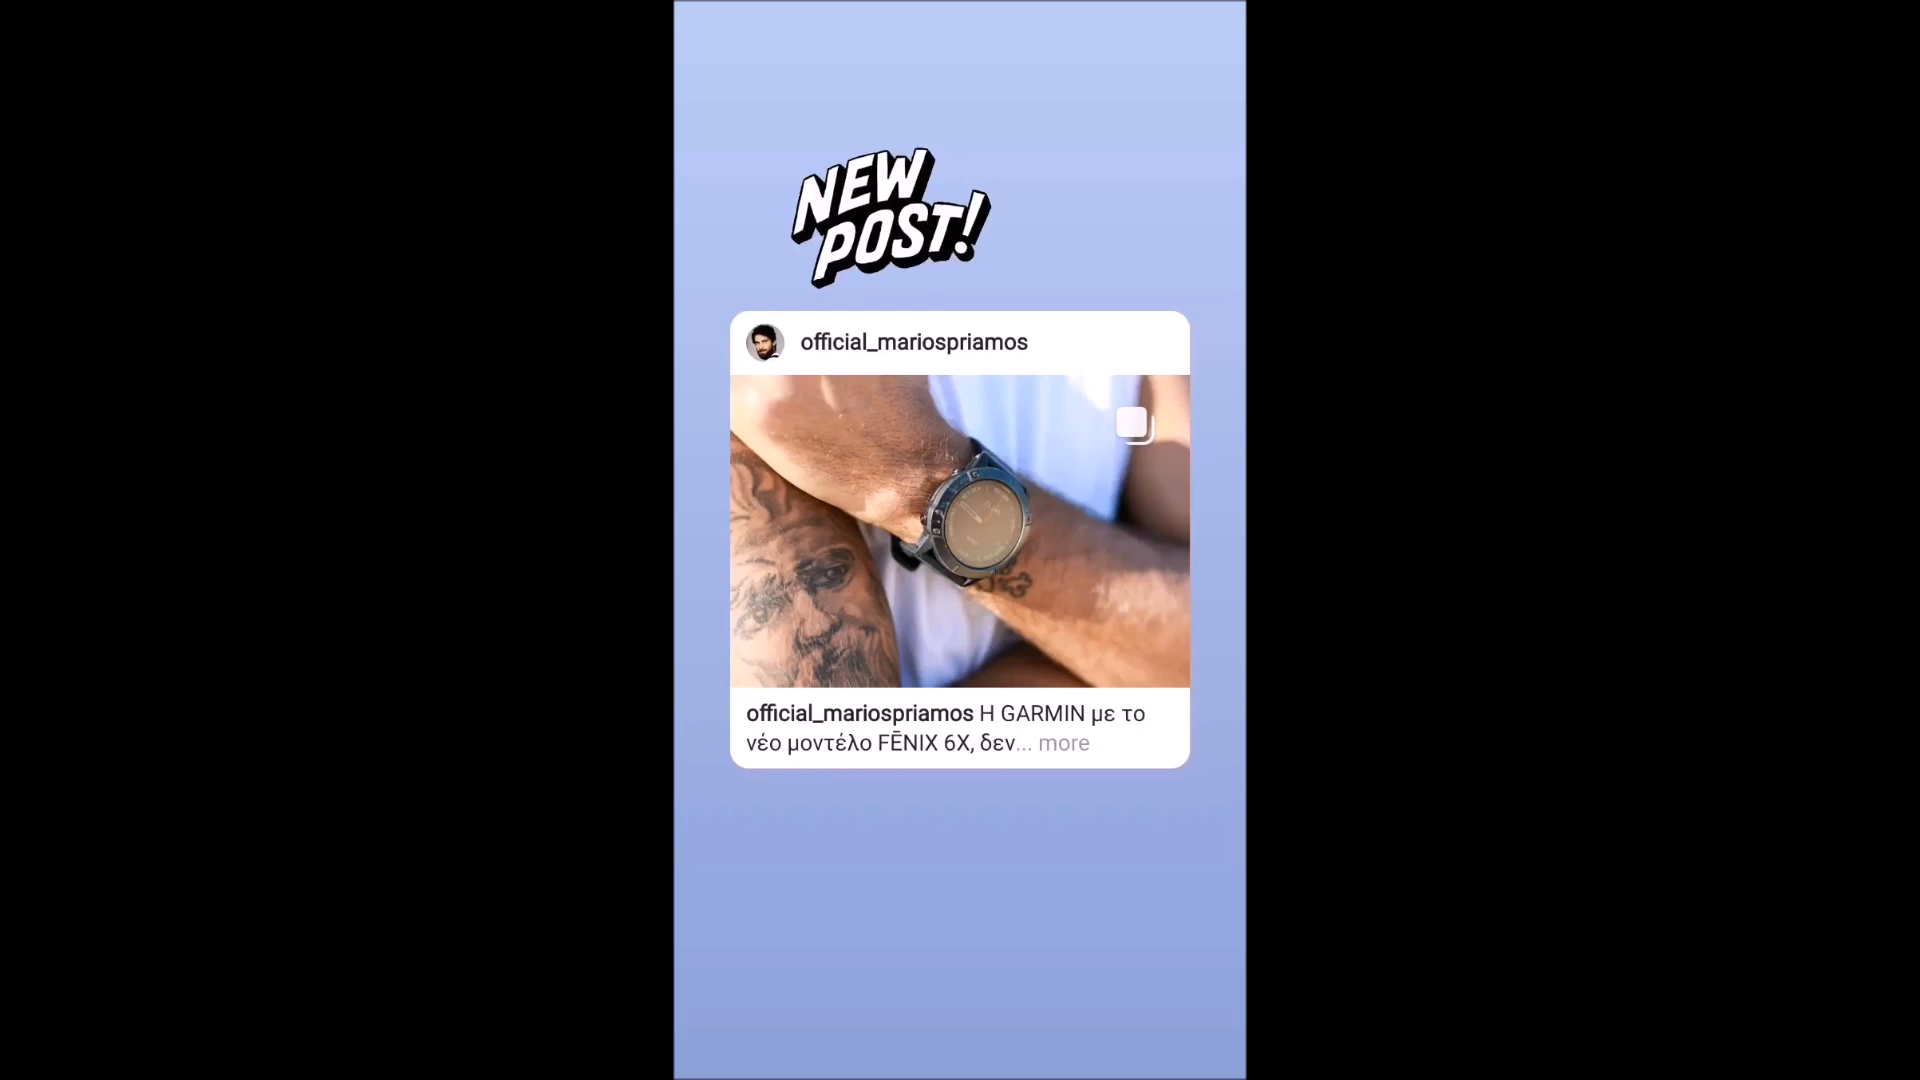 NEW
POST!
official_mariospriamos
official_mariospriamos Η GARMIN με το
νέο μοντέλο FĒNIX 6X, δεν... more